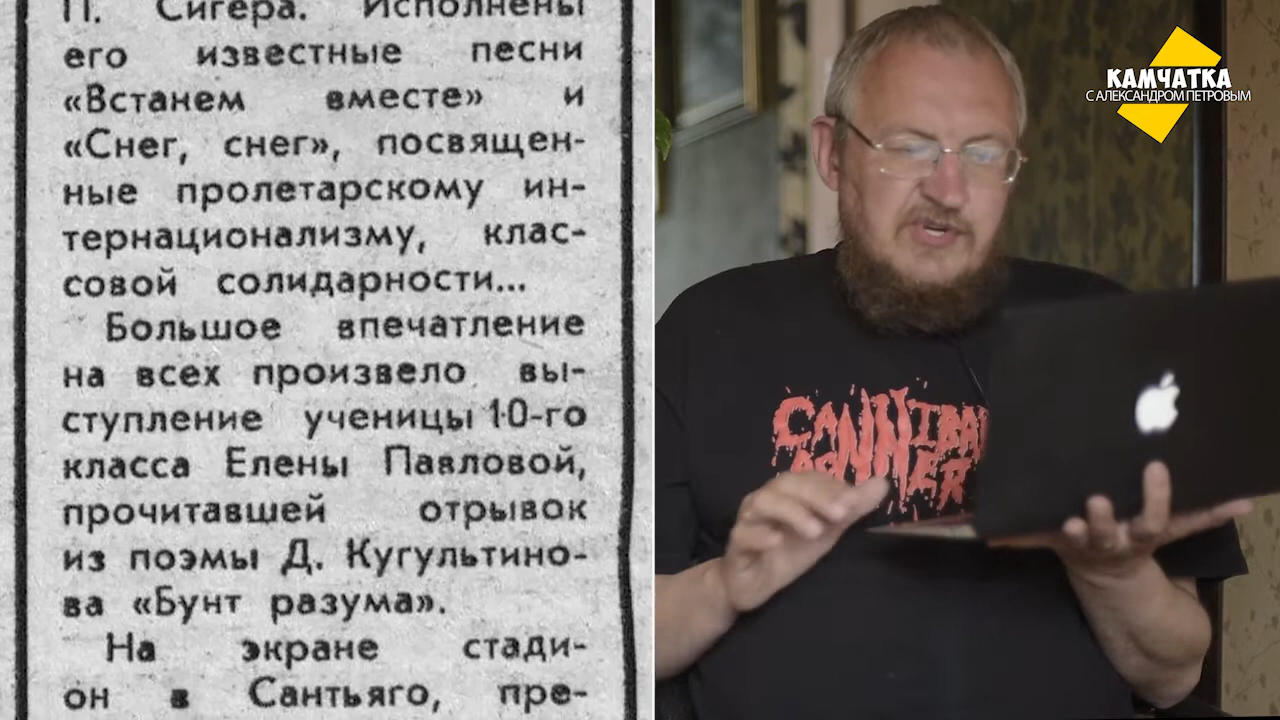 П. Сигера. Исполнены
его известные песни
«Встанем вместе» и
«Снег, снег», посвящен-
ные пролетарскому ин-
тернационализму, клас-
совой солидарности...
Большое впечатление
на всех произвело вы-
ступление ученицы 10-го
класса Елены Павловой,
прочитавшей отрывок
из поэмы Д. Кугультино-
ва «Бунт разума».
На экране стади-
он в Сантьяго, пре-
КАМЧАТКА
С АЛЕКСАНДРОМ ПЕТРОВЫМ
CANNIBAL